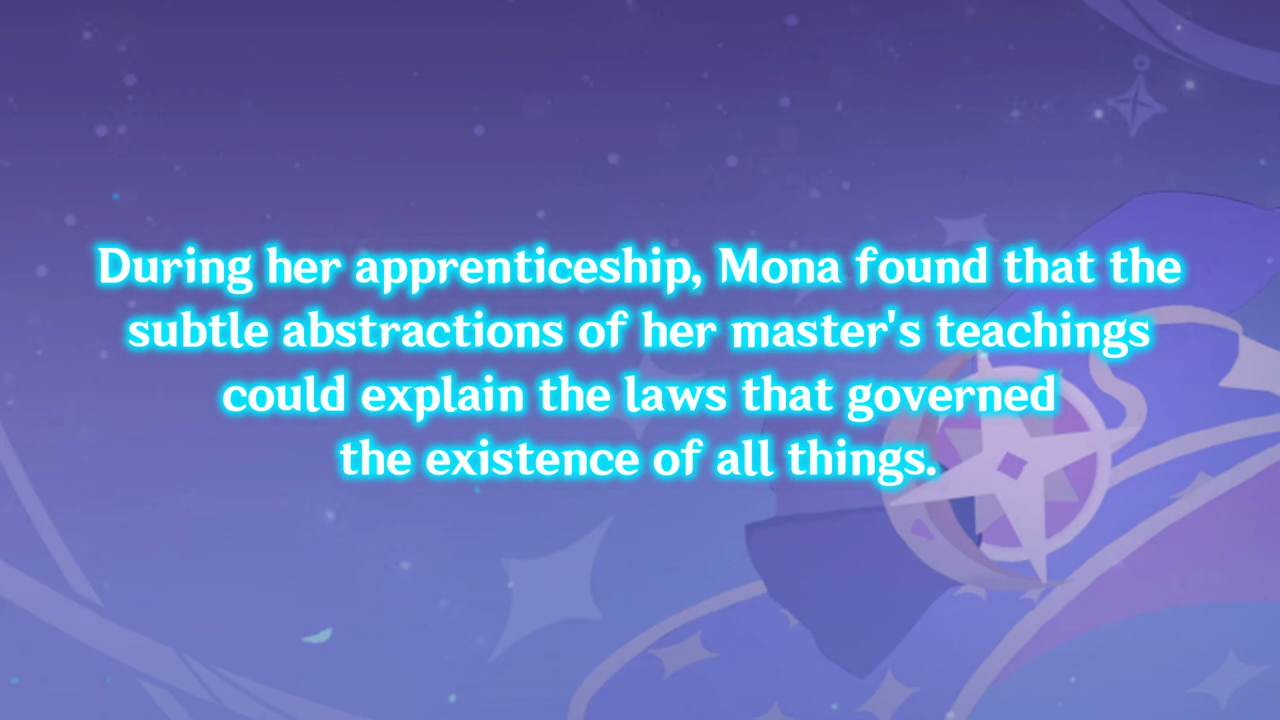 During her apprenticeship, Mona found that the
subtle abstractions of her master's teachings
could explain the laws that governed
the existence of all things.